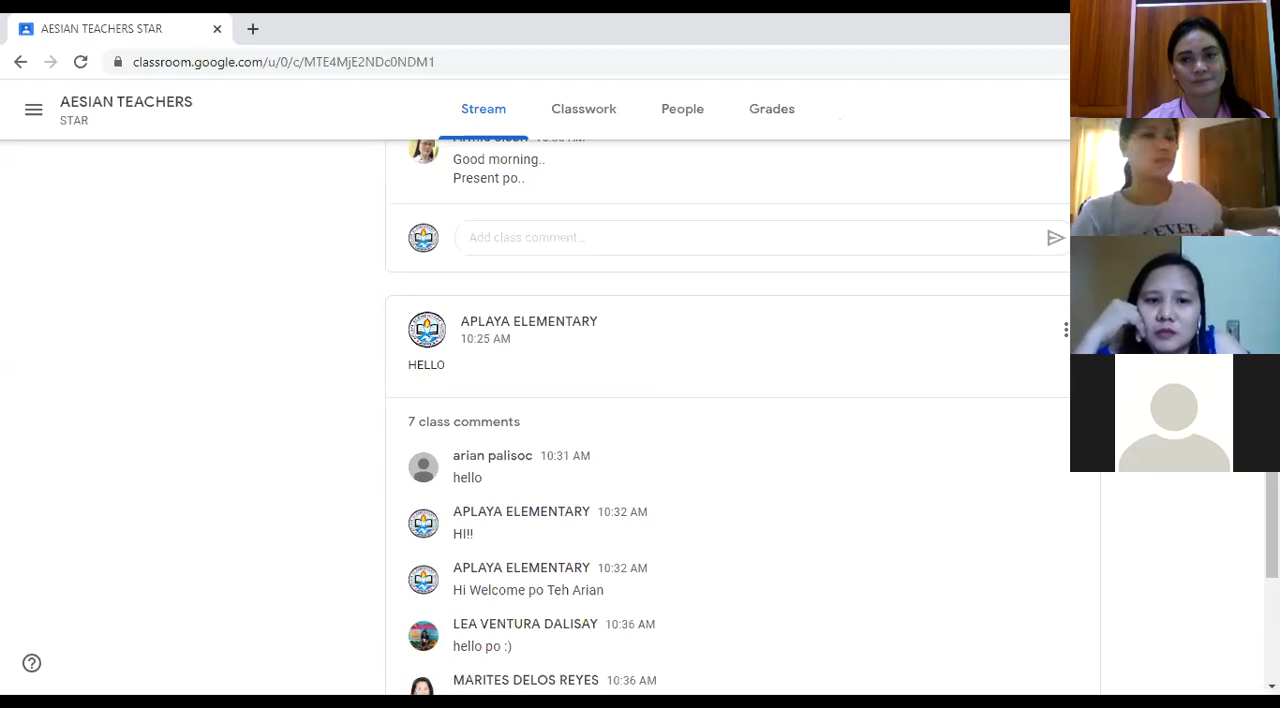 AESIAN TEACHERS STAR
classroom.google.com/u/0/c/MTE4MjE2NDc0NDM1
AESIAN TEACHERS
STAR
Stream
Classwork
People
Grades
Good morning..
Present po..
Add class comment...
APLAYA ELEMENTARY
10:25 AM
HELLO
7 class comments
arian palisoc 10:31 AM
hello
APLAYA ELEMENTARY 10:32 AM
HI!!
APLAYA ELEMENTARY 10:32 AM
Hi Welcome po Teh Arian
LEA VENTURA DALISAY 10:36 AM
hello po :)
MARITES DELOS REYES 10:36 AM